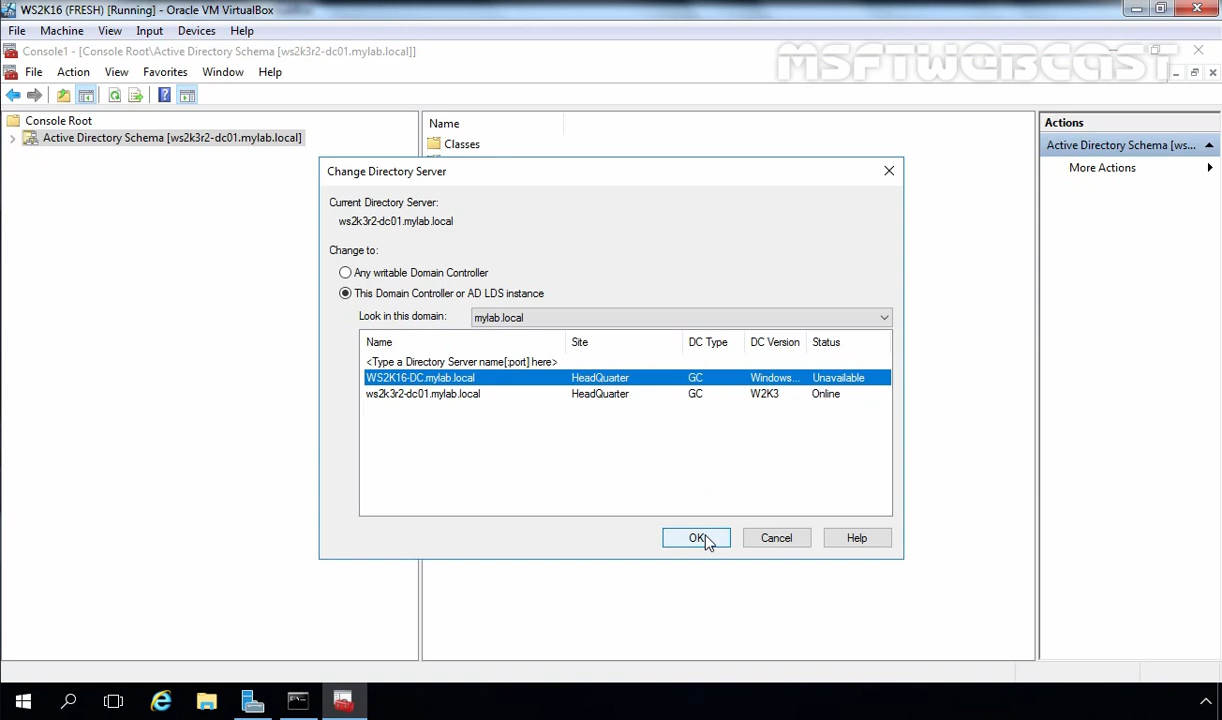 WS2K16 (FRESH) [Running] - Oracle VM VirtualBox
File Machine View Input Devices Help
Console1 - [Console Root\Active Directory Schema [ws2k3r2-dc01.mylab.local]]
MSFTWEBCAST
File Action View Favorites Window Help
Console Root
Active Directory Schema [ws2k3r2-dc01.mylab.local]
Name
Classes
Actions
Active Directory Schema [ws...
More Actions
Change Directory Server
Current Directory Server:
ws2k3r2-dc01.mylab.local
Change to:
Any writable Domain Controller
This Domain Controller or AD LDS instance
Look in this domain: mylab.local
Name Site DC Type DC Version Status
<Type a Directory Server name[:port] here>
WS2K16-DC.mylab.local HeadQuarter GC Windows... Unavailable
ws2k3r2-dc01.mylab.local HeadQuarter GC W2K3 Online
OK Cancel Help